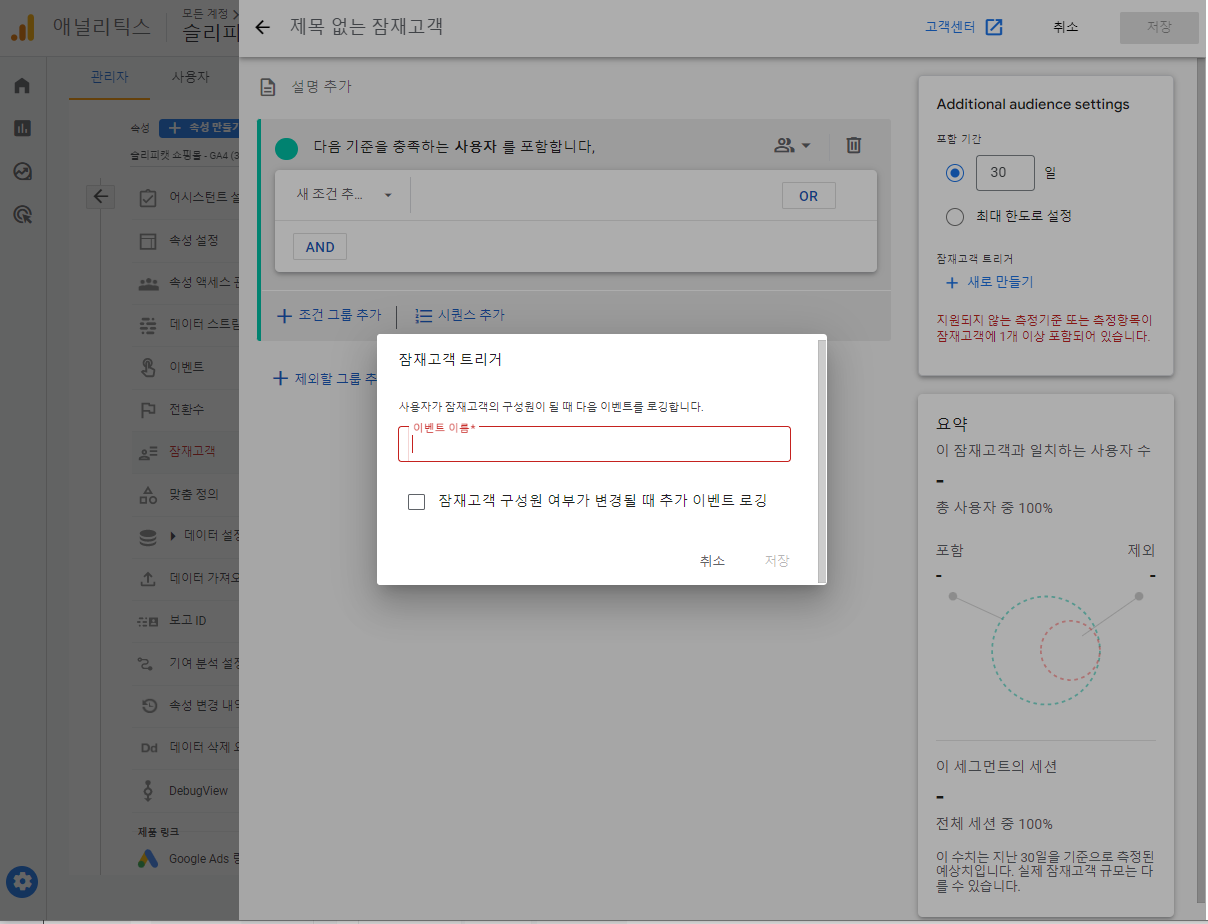 애널리틱스
모든 계정 >
슬리피
제목 없는 잠재고객
고객센터
취소
저장
관리자
사용자
설명 추가
속성
+ 속성 만들기
슬리피캣 쇼핑몰 - GA4 (3
다음 기준을 충족하는 사용자 를 포함합니다,
새 조건 추...
OR
AND
+ 조건 그룹 추가
시퀀스 추가
+ 제외할 그룹 추
어시스턴트 설
속성 설정
속성 액세스 관
데이터 스트림
이벤트
전환수
잠재고객
맞춤 정의
데이터 설정
데이터 가져오
보고 ID
기여 분석 설정
속성 변경 내역
Dd 데이터 삭제 요
DebugView
제품 링크
Google Ads 링
잠재고객 트리거
사용자가 잠재고객의 구성원이 될 때 다음 이벤트를 로깅합니다.
이벤트 이름*
잠재고객 구성원 여부가 변경될 때 추가 이벤트 로깅
취소
저장
Additional audience settings
포함 기간
30 일
최대 한도로 설정
잠재고객 트리거
+ 새로 만들기
지원되지 않는 측정기준 또는 측정항목이
잠재고객에 1개 이상 포함되어 있습니다.
요약
이 잠재고객과 일치하는 사용자 수
-
총 사용자 중 100%
포함
제외
-
-
이 세그먼트의 세션
-
전체 세션 중 100%
이 수치는 지난 30일을 기준으로 측정된
예상치입니다. 실제 잠재고객 규모는 다
를 수 있습니다.